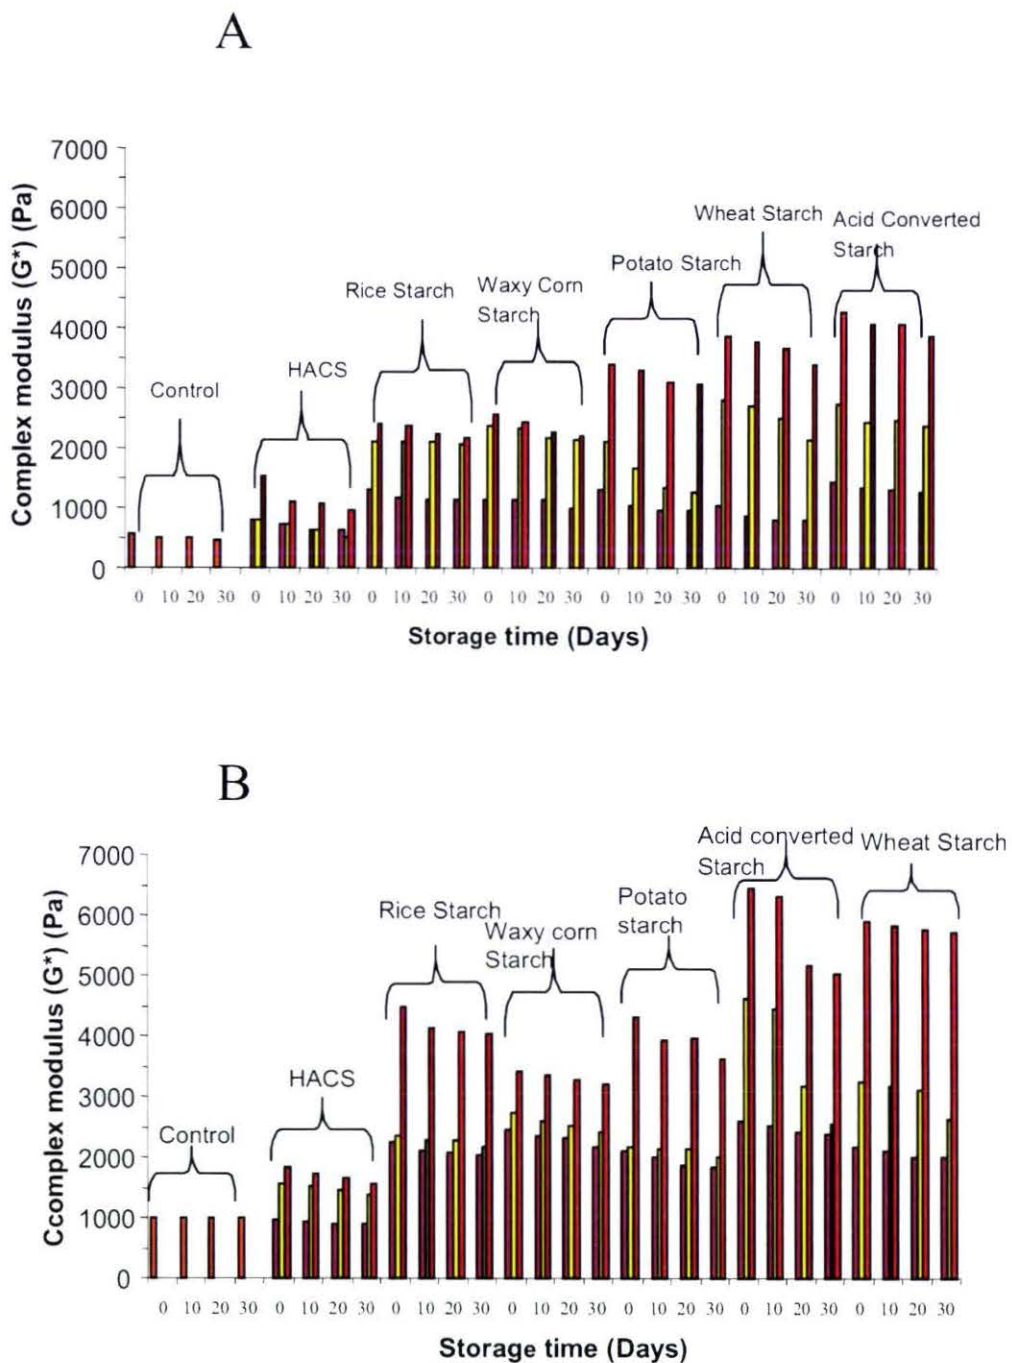 A
7000
6000
5000
4000
3000
2000
1000
0
Complex modulus (G*) (Pa)
Control
HACS
Rice Starch
Waxy Corn
Starch
Potato Starch
Wheat Starch
Acid Converted
Starch
0 10 20 30 0 10 20 30 0 10 20 30 0 10 20 30 0 10 20 30 0 10 20 30 0 10 20 30
Storage time (Days)
B
7000
6000
5000
4000
3000
2000
1000
0
Ccomplex modulus (G*) (Pa)
Control
HACS
Rice Starch
Waxy corn
Starch
Potato
starch
Acid converted
Starch
Wheat Starch
0 10 20 30 0 10 20 30 0 10 20 30 0 10 20 30 0 10 20 30 0 10 20 30 0 10 20 30
Storage time (Days)